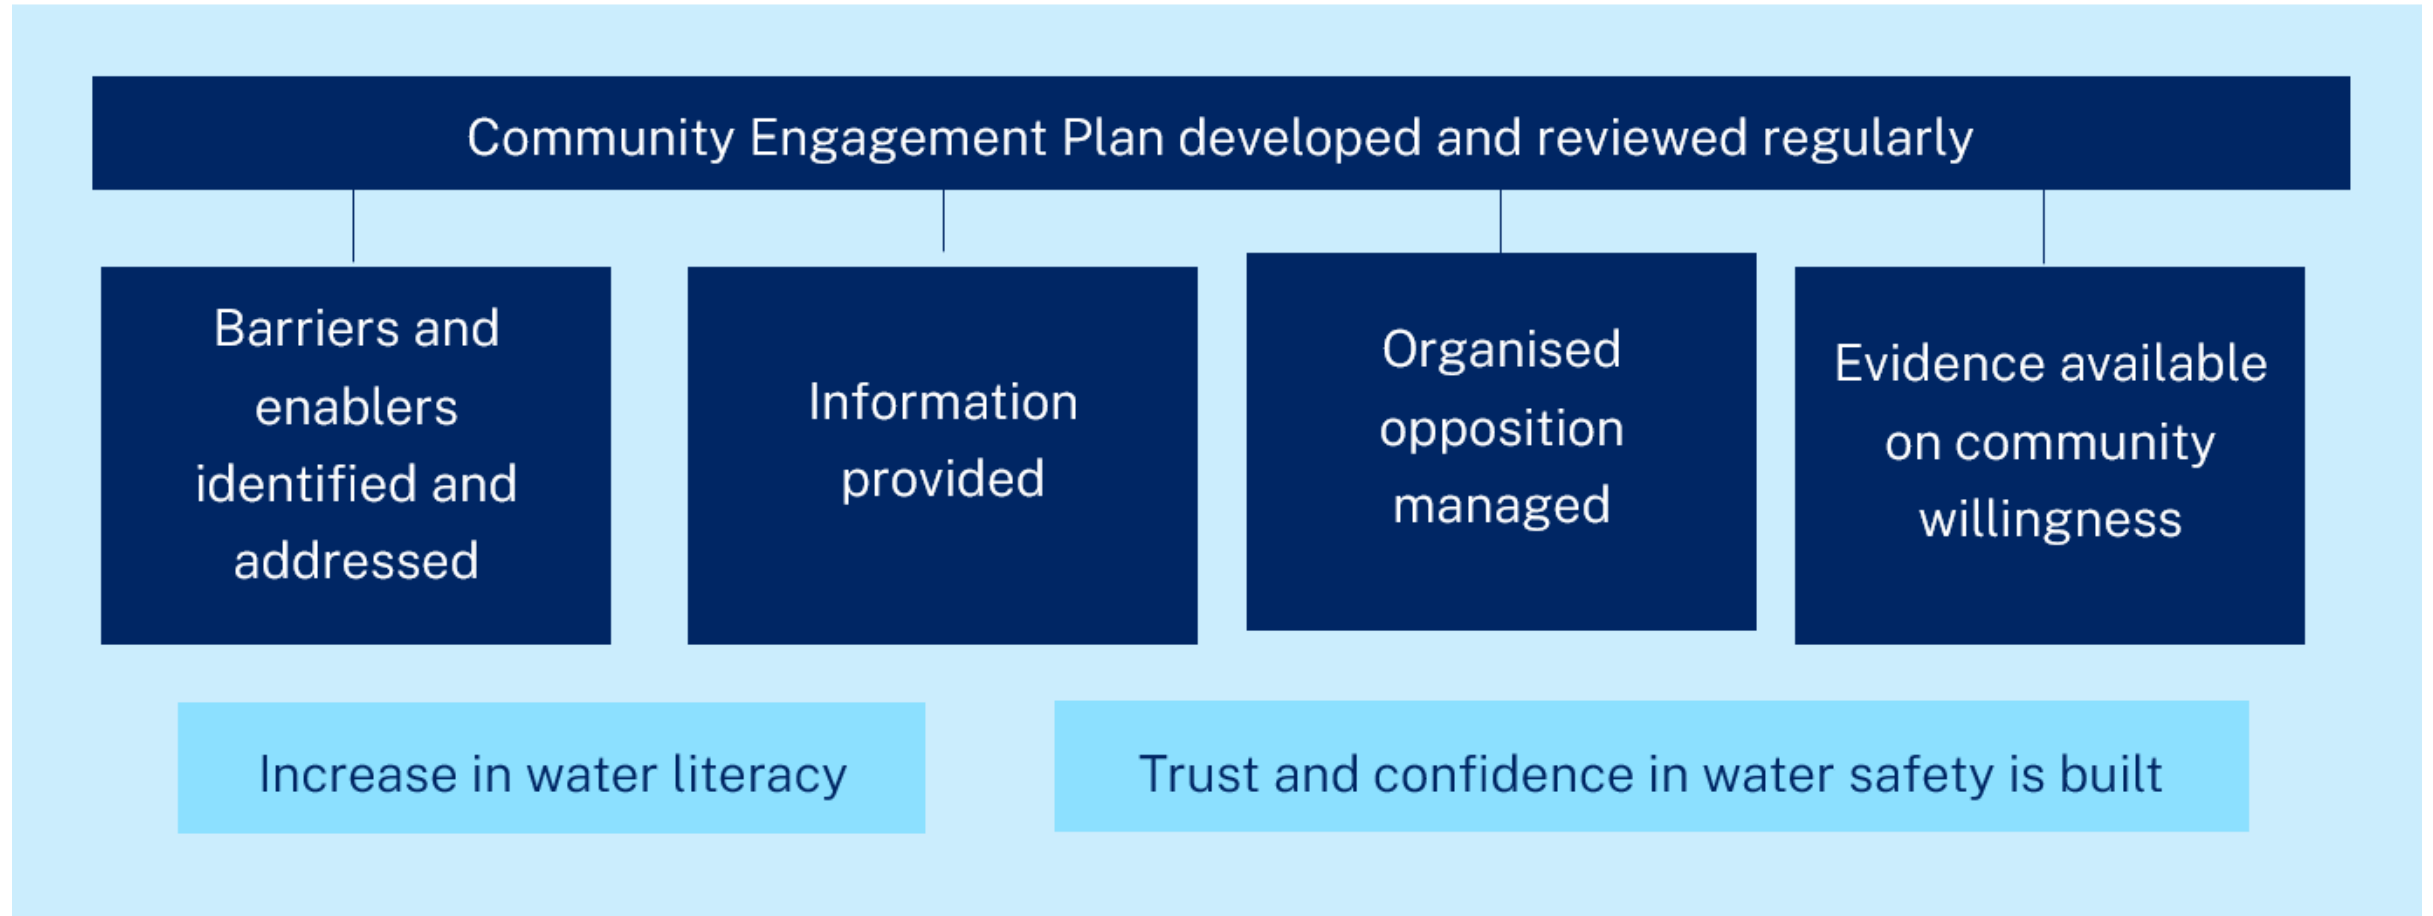 Community Engagement Plan developed and reviewed regularly
Barriers and
enablers
identified and
addressed
Information
provided
Organised
opposition
managed
Evidence available
on community
willingness
Increase in water literacy
Trust and confidence in water safety is built